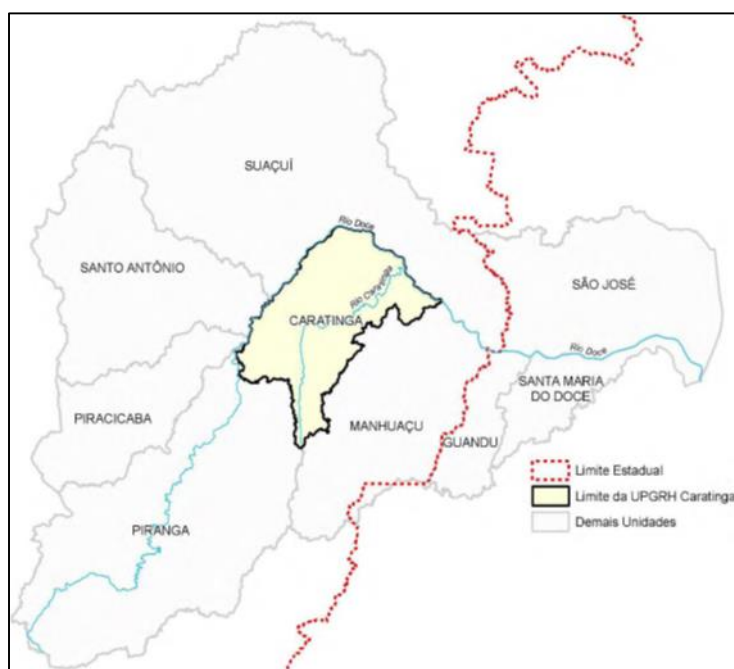 SUAÇUÍ
Rio Doce
SANTO ANTÔNIO
Rio Caratinga
SÃO JOSÉ
CARATINGA
Rio Doce
SANTA MARIA
DO DOCE
PIRACICABA
MANHUAÇU
GUANDU
Limite Estadual
Limite da UPGRH Caratinga
Demais Unidades
PIRANGA